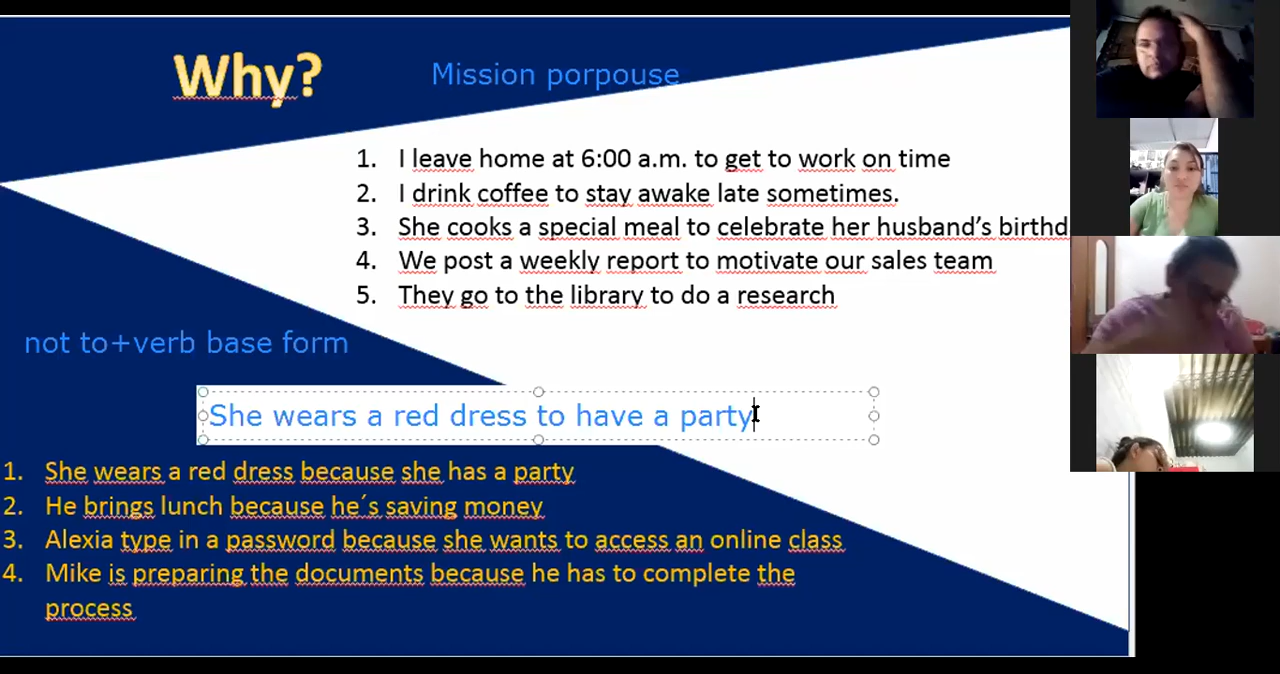 Why?
Mission porpouse
1. I leave home at 6:00 a.m. to get to work on time
2. I drink coffee to stay awake late sometimes.
3. She cooks a special meal to celebrate her husband's birthd
4. We post a weekly report to motivate our sales team
5. They go to the library to do a research
not to+verb base form
She wears a red dress to have a party
1. She wears a red dress because she has a party
2. He brings lunch because he´s saving money
3. Alexia type in a password because she wants to access an online class
4. Mike is preparing the documents because he has to complete the
process